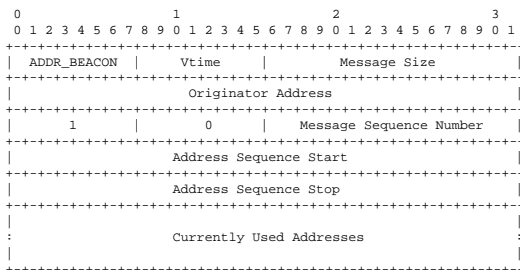 0                   1                   2                   3
0 1 2 3 4 5 6 7 8 9 0 1 2 3 4 5 6 7 8 9 0 1 2 3 4 5 6 7 8 9 0 1
+-+-+-+-+-+-+-+-+-+-+-+-+-+-+-+-+-+-+-+-+-+-+-+-+-+-+-+-+-+-+-+-+
|  ADDR_BEACON  |     Vtime     |         Message Size          |
+-+-+-+-+-+-+-+-+-+-+-+-+-+-+-+-+-+-+-+-+-+-+-+-+-+-+-+-+-+-+-+-+
|                      Originator Address                       |
+-+-+-+-+-+-+-+-+-+-+-+-+-+-+-+-+-+-+-+-+-+-+-+-+-+-+-+-+-+-+-+-+
|       1       |       0       |    Message Sequence Number    |
+-+-+-+-+-+-+-+-+-+-+-+-+-+-+-+-+-+-+-+-+-+-+-+-+-+-+-+-+-+-+-+-+
|                    Address Sequence Start                     |
+-+-+-+-+-+-+-+-+-+-+-+-+-+-+-+-+-+-+-+-+-+-+-+-+-+-+-+-+-+-+-+-+
|                    Address Sequence Stop                      |
+-+-+-+-+-+-+-+-+-+-+-+-+-+-+-+-+-+-+-+-+-+-+-+-+-+-+-+-+-+-+-+-+
|                                                               |
:                    Currently Used Addresses                   :
|                                                               |
+-+-+-+-+-+-+-+-+-+-+-+-+-+-+-+-+-+-+-+-+-+-+-+-+-+-+-+-+-+-+-+-+